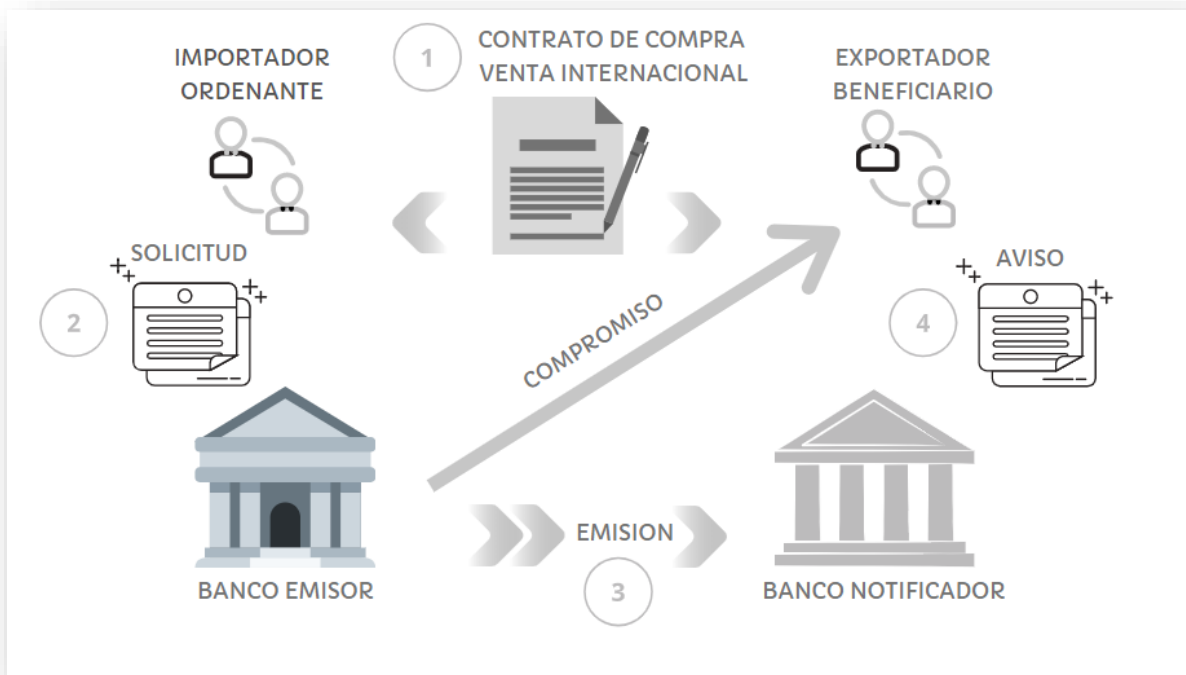 IMPORTADOR
ORDENANTE
1
CONTRATO DE COMPRA
VENTA INTERNACIONAL
EXPORTADOR
BENEFICIARIO
SOLICITUD
2
COMPROMISO
AVISO
4
EMISION
3
BANCO EMISOR
BANCO NOTIFICADOR